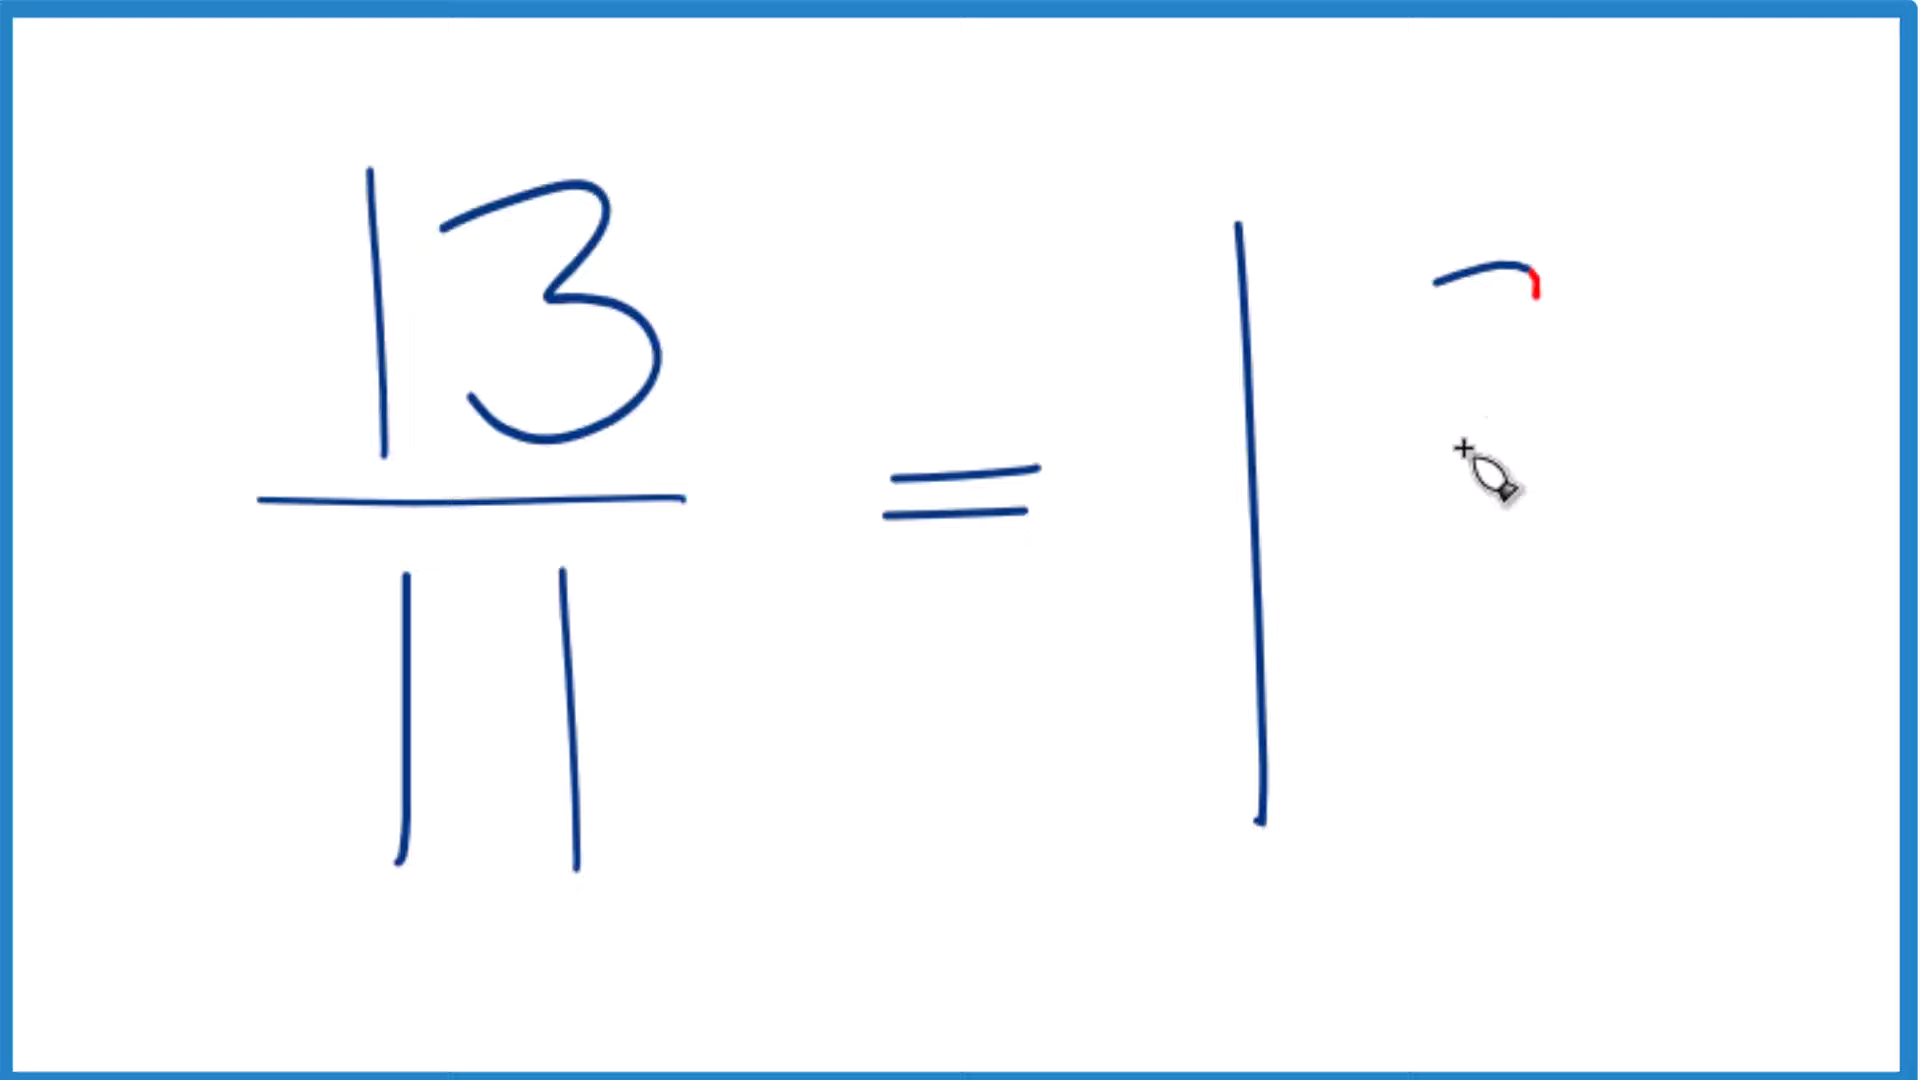 13
— = 1
11